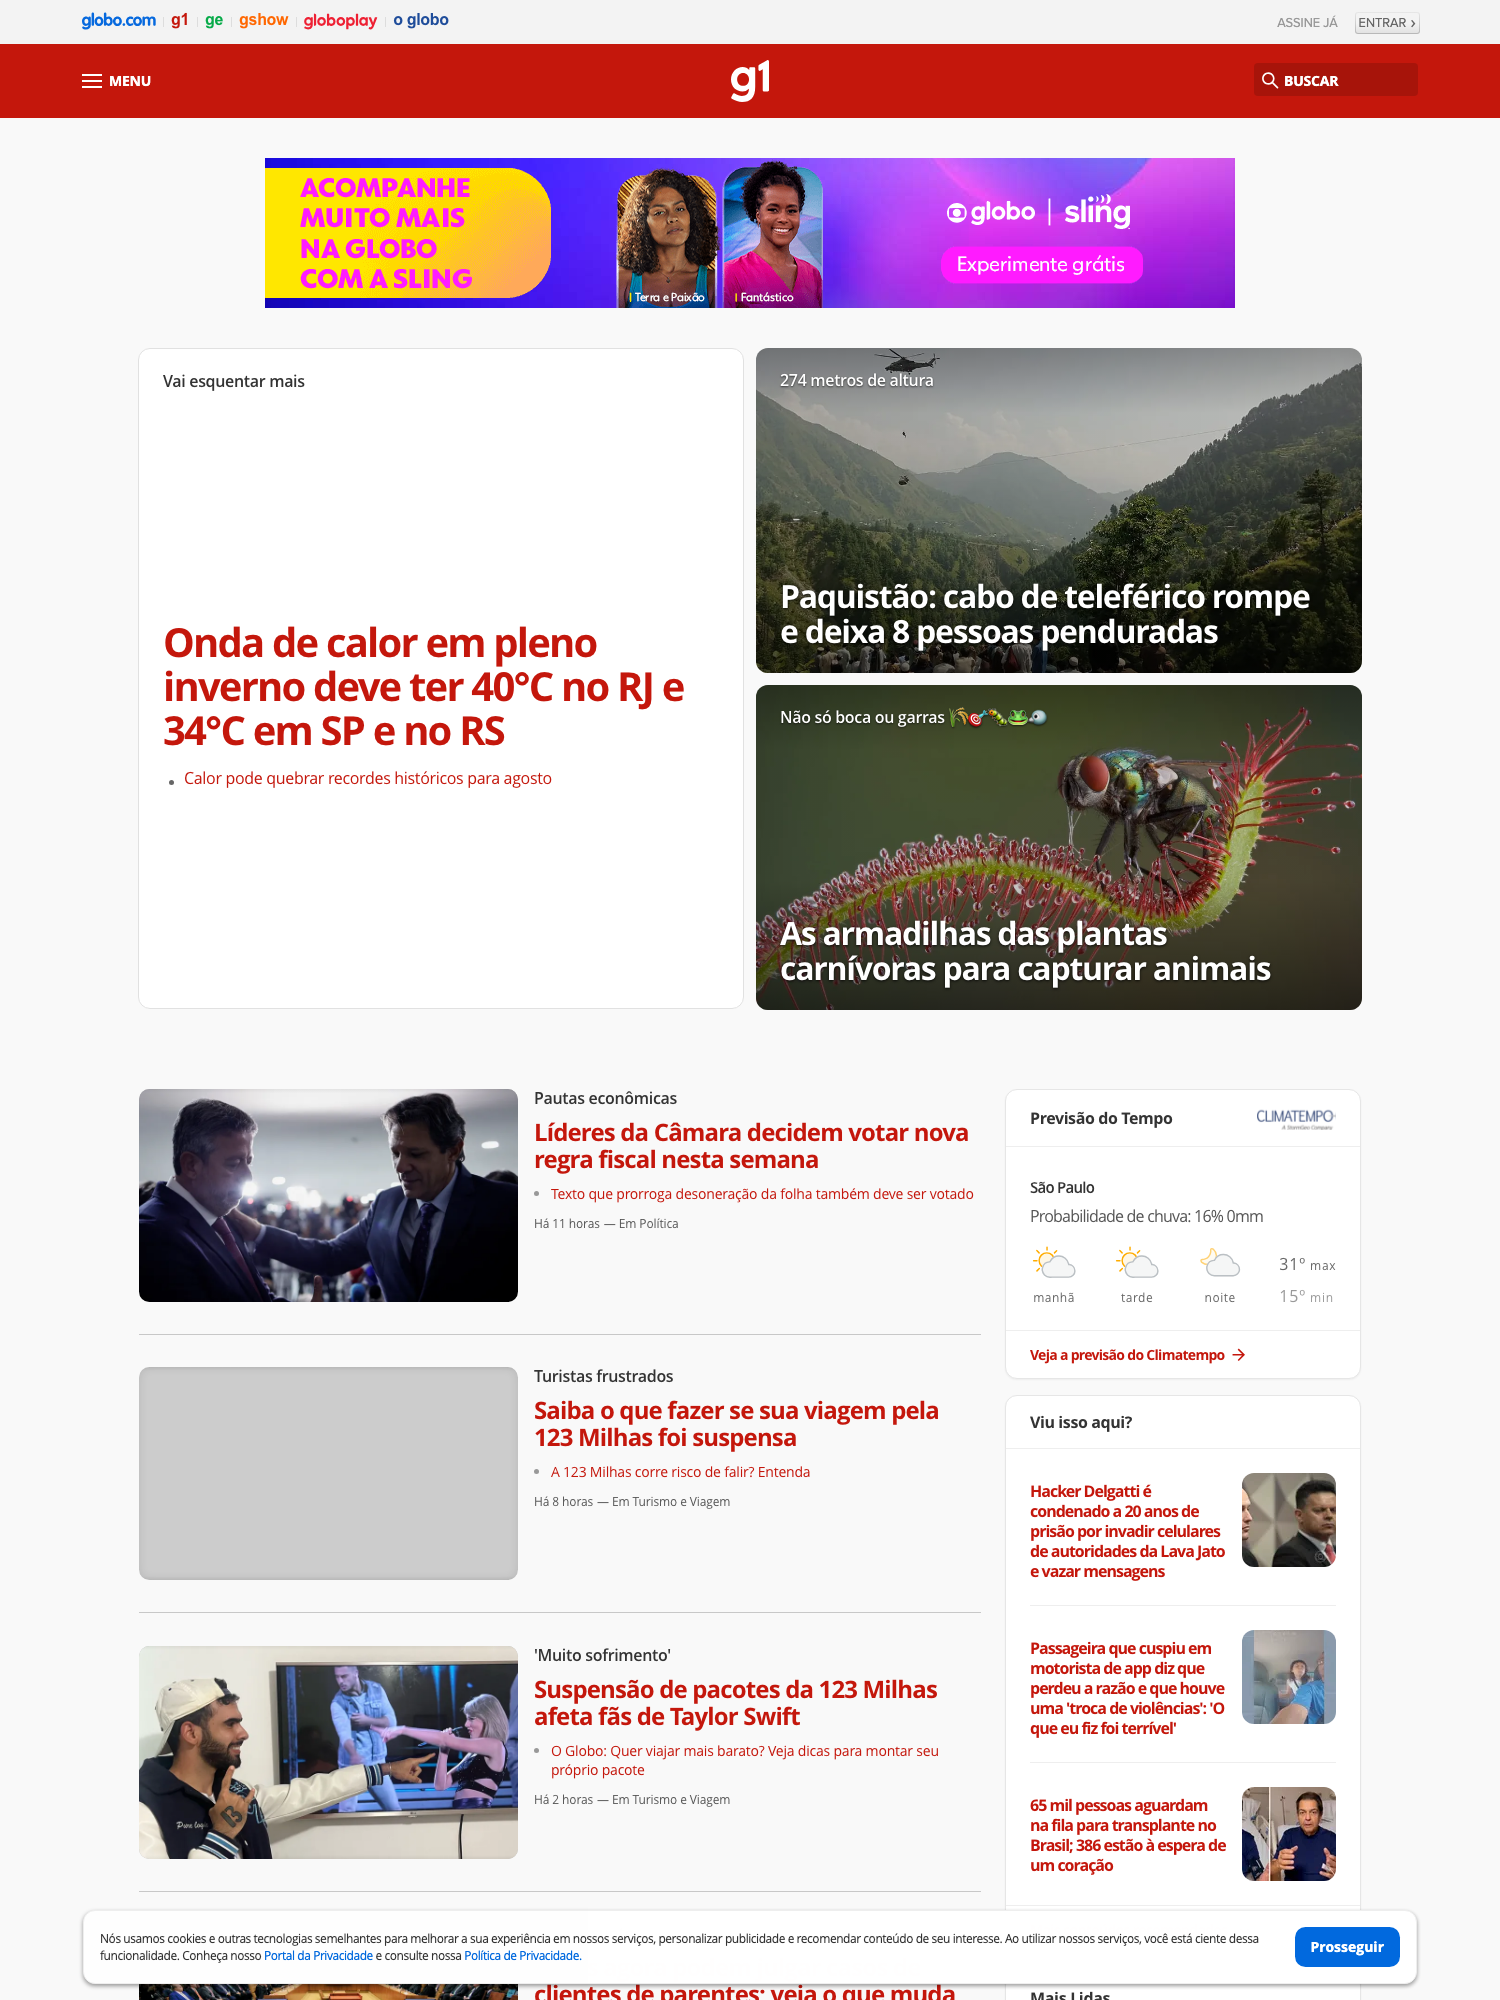 globo.com g1 ge gshow globoplay o globo
ASSINE JÁ ENTRAR ›
MENU
g1
BUSCAR
ACOMPANHE
MUITO MAIS
NA GLOBO
COM A SLING
Terra e Paixão
Fantástico
globo | sling
Experimente grátis
Vai esquentar mais
Onda de calor em pleno
inverno deve ter 40°C no RJ e
34°C em SP e no RS
Calor pode quebrar recordes históricos para agosto
274 metros de altura
Paquistão: cabo de teleférico rompe
e deixa 8 pessoas penduradas
Não só boca ou garras
As armadilhas das plantas
carnívoras para capturar animais
Pautas econômicas
Líderes da Câmara decidem votar nova
regra fiscal nesta semana
Texto que prorroga desoneração da folha também deve ser votado
Há 11 horas — Em Política
Turistas frustrados
Saiba o que fazer se sua viagem pela
123 Milhas foi suspensa
A 123 Milhas corre risco de falir? Entenda
Há 8 horas — Em Turismo e Viagem
'Muito sofrimento'
Suspensão de pacotes da 123 Milhas
afeta fãs de Taylor Swift
O Globo: Quer viajar mais barato? Veja dicas para montar seu
próprio pacote
Há 2 horas — Em Turismo e Viagem
Previsão do Tempo
CLIMATEMPO
A StormGeo Company
São Paulo
Probabilidade de chuva: 16% 0mm
manhã
tarde
noite
31º max
15º min
Veja a previsão do Climatempo
Viu isso aqui?
Hacker Delgatti é
condenado a 20 anos de
prisão por invadir celulares
de autoridades da Lava Jato
e vazar mensagens
Passageira que cuspiu em
motorista de app diz que
perdeu a razão e que houve
uma 'troca de violências': 'O
que eu fiz foi terrível'
65 mil pessoas aguardam
na fila para transplante no
Brasil; 386 estão à espera de
um coração
Nós usamos cookies e outras tecnologias semelhantes para melhorar a sua experiência em nossos serviços, personalizar publicidade e recomendar conteúdo de seu interesse. Ao utilizar nossos serviços, você está ciente dessa
funcionalidade. Conheça nosso Portal da Privacidade e consulte nossa Política de Privacidade.
Prosseguir
clientes de parentes; veja o que muda
Mais Lidas